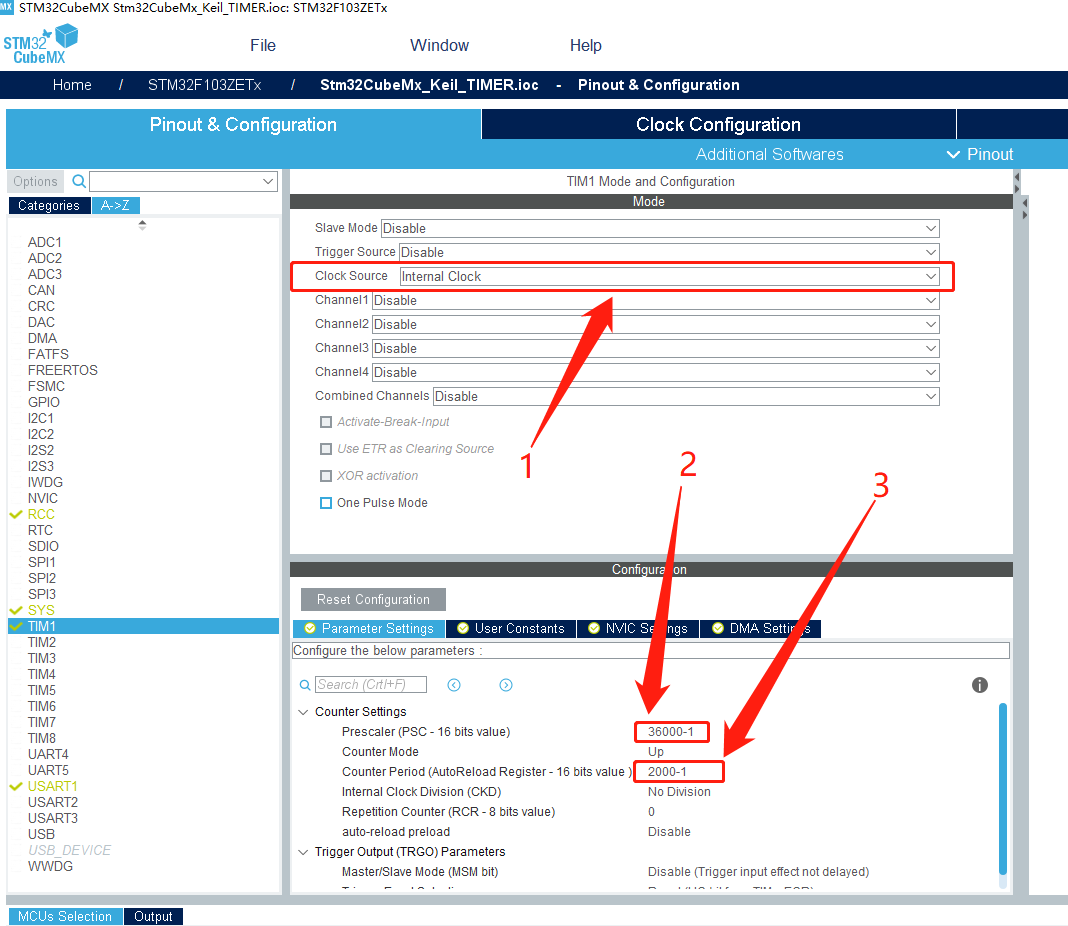 MX STM32CubeMX Stm32CubeMx_Keil_TIMER.ioc: STM32F103ZETx
STM32
CubeMX
File Window Help
Home / STM32F103ZETx / Stm32CubeMx_Keil_TIMER.ioc - Pinout & Configuration
Pinout & Configuration Clock Configuration
Additional Softwares Pinout
Options
Categories A->Z
ADC1
ADC2
ADC3
CAN
CRC
DAC
DMA
FATFS
FREERTOS
FSMC
GPIO
I2C1
I2C2
I2S2
I2S3
IWDG
NVIC
RCC
RTC
SDIO
SPI1
SPI2
SPI3
SYS
TIM1
TIM2
TIM3
TIM4
TIM5
TIM6
TIM7
TIM8
UART4
UART5
USART1
USART2
USART3
USB
USB_DEVICE
WWDG
TIM1 Mode and Configuration
Mode
Slave Mode Disable
Trigger Source Disable
Clock Source Internal Clock
Channel1 Disable
Channel2 Disable
Channel3 Disable
Channel4 Disable
Combined Channels Disable
Activate-Break-Input
Use ETR as Clearing Source
XOR activation
One Pulse Mode
1
2
3
Configuration
Reset Configuration
Parameter Settings User Constants NVIC Settings DMA Settings
Configure the below parameters :
Search (Crtl+F)
Counter Settings
Prescaler (PSC - 16 bits value) 36000-1
Counter Mode Up
Counter Period (AutoReload Register - 16 bits value ) 2000-1
Internal Clock Division (CKD) No Division
Repetition Counter (RCR - 8 bits value) 0
auto-reload preload Disable
Trigger Output (TRGO) Parameters
Master/Slave Mode (MSM bit) Disable (Trigger input effect not delayed)
MCUs Selection Output